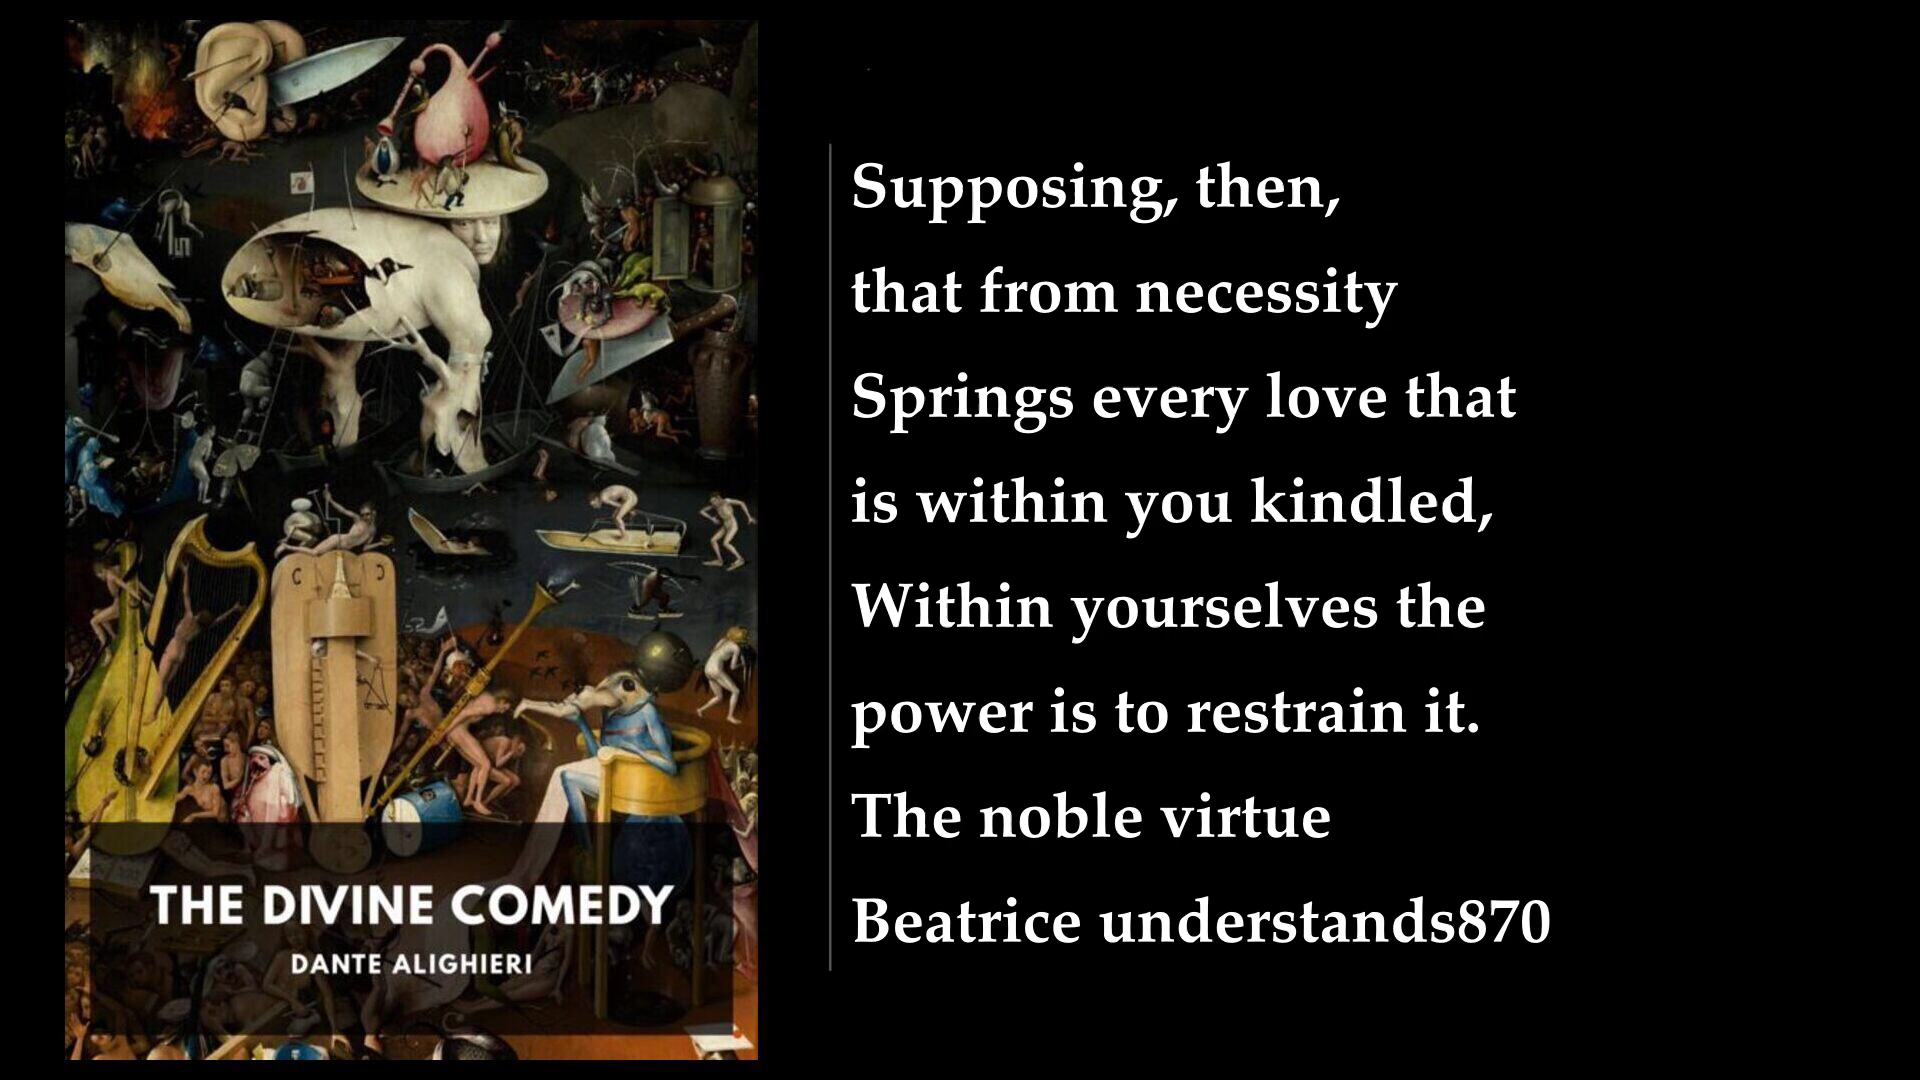 THE DIVINE COMEDY
DANTE ALIGHIERI
Supposing, then,
that from necessity
Springs every love that
is within you kindled,
Within yourselves the
power is to restrain it.
The noble virtue
Beatrice understands870